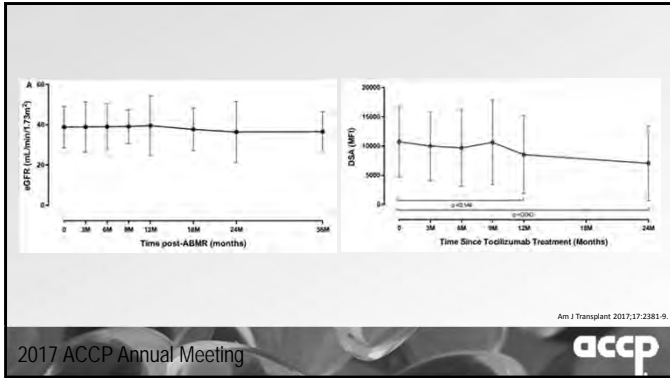 A
eGFR (mL/min/1.73m²)
60
40
20
0
0 3M 6M 9M 12M 18M 24M 36M
Time post-ABMR (months)
DSA (MFI)
20000
15000
10000
5000
0
0 3M 6M 9M 12M 18M 24M
Time Since Tocilizumab Treatment (Months)
Am J Transplant 2017;17:2381-9.
2017 ACCP Annual Meeting
accp